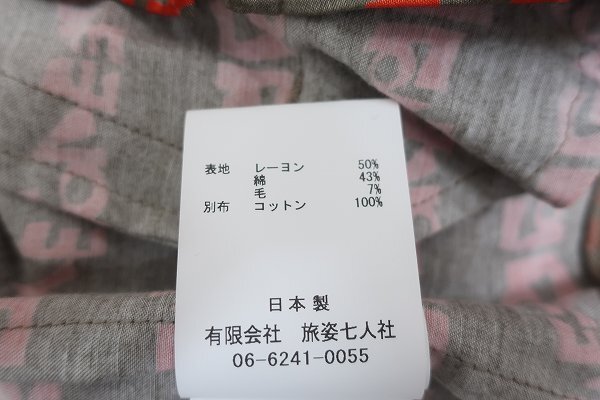 表地 レーヨン 50%
綿 43%
毛 7%
別布 コットン 100%
日本製
有限会社 旅姿七人社
06-6241-0055